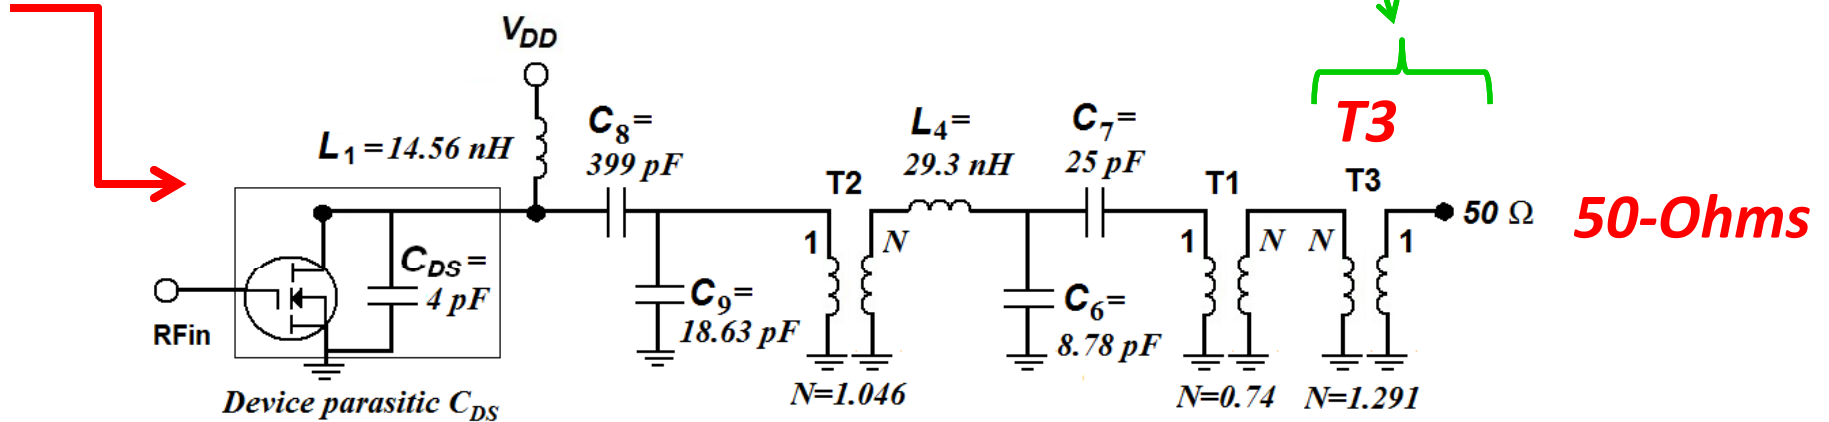 VDD
L1 = 14.56 nH
C8=
399 pF
T2
L4=
29.3 nH
C7=
25 pF
T1
T3
T3
50 Ω
50-Ohms
1
N
1
N
N
1
CDS=
4 pF
C9=
18.63 pF
C6=
8.78 pF
RFin
Device parasitic CDS
N=1.046
N=0.74
N=1.291